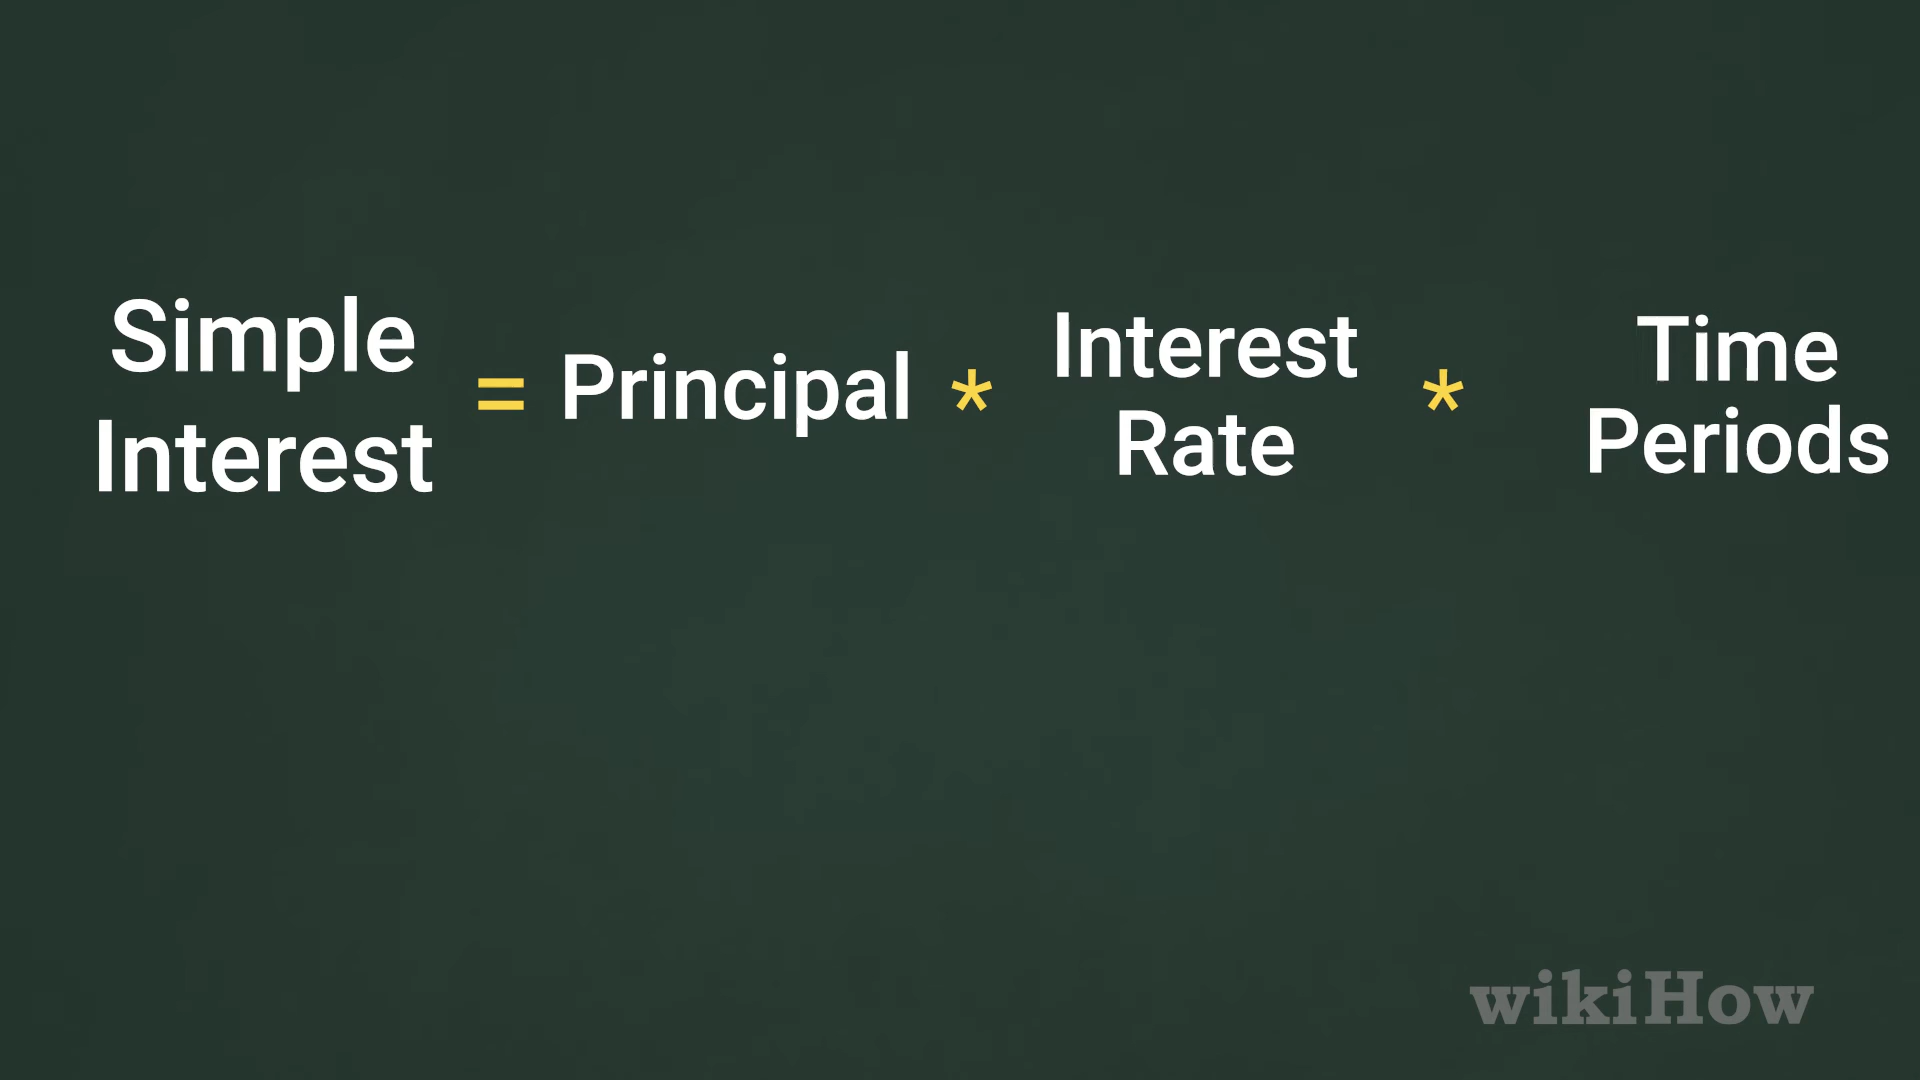 Simple
Interest
=
Principal
*
Interest
Rate
*
Time
Periods
wikiHow